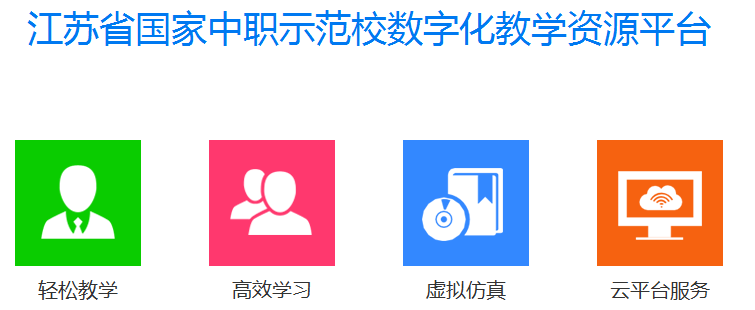 江苏省国家中职示范校数字化教学资源平台
轻松教学
高效学习
虚拟仿真
云平台服务